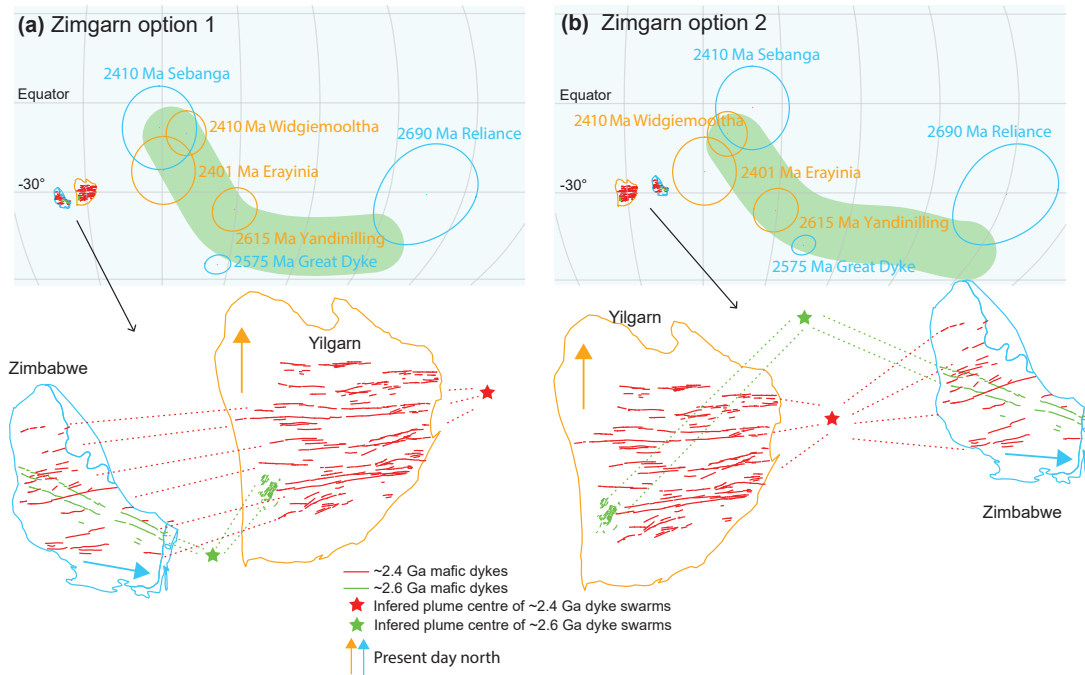 (a) Zimgarn option 1
2410 Ma Sebanga
Equator
2410 Ma Widgiemooltha
2690 Ma Reliance
2401 Ma Erayinia
-30°
2615 Ma Yandinilling
2575 Ma Great Dyke
Zimbabwe
Yilgarn
(b) Zimgarn option 2
2410 Ma Sebanga
Equator
2410 Ma Widgiemooltha
2690 Ma Reliance
2401 Ma Erayinia
-30°
2615 Ma Yandinilling
2575 Ma Great Dyke
Yilgarn
Zimbabwe
~2.4 Ga mafic dykes
~2.6 Ga mafic dykes
Infered plume centre of ~2.4 Ga dyke swarms
Infered plume centre of ~2.6 Ga dyke swarms
Present day north